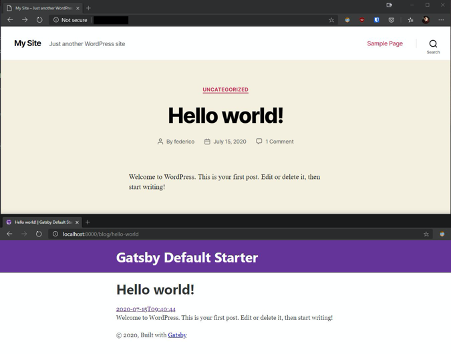 My Site – Just another WordPress
Not secure
My Site Just another WordPress site
Sample Page
Search
UNCATEGORIZED
Hello world!
By federico July 15, 2020 1 Comment
Welcome to WordPress. This is your first post. Edit or delete it, then
start writing!
Hello world! | Gatsby Default Star
localhost:8000/blog/hello-world
Gatsby Default Starter
Hello world!
2020-07-15T09:40:44
Welcome to WordPress. This is your first post. Edit or delete it, then start writing!
© 2020, Built with Gatsby